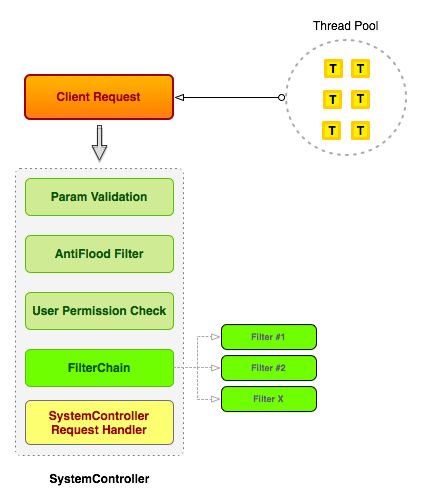 Thread Pool
T T
T T
T T
Client Request
Param Validation
AntiFlood Filter
User Permission Check
FilterChain
Filter #1
Filter #2
Filter X
SystemController
Request Handler
SystemController